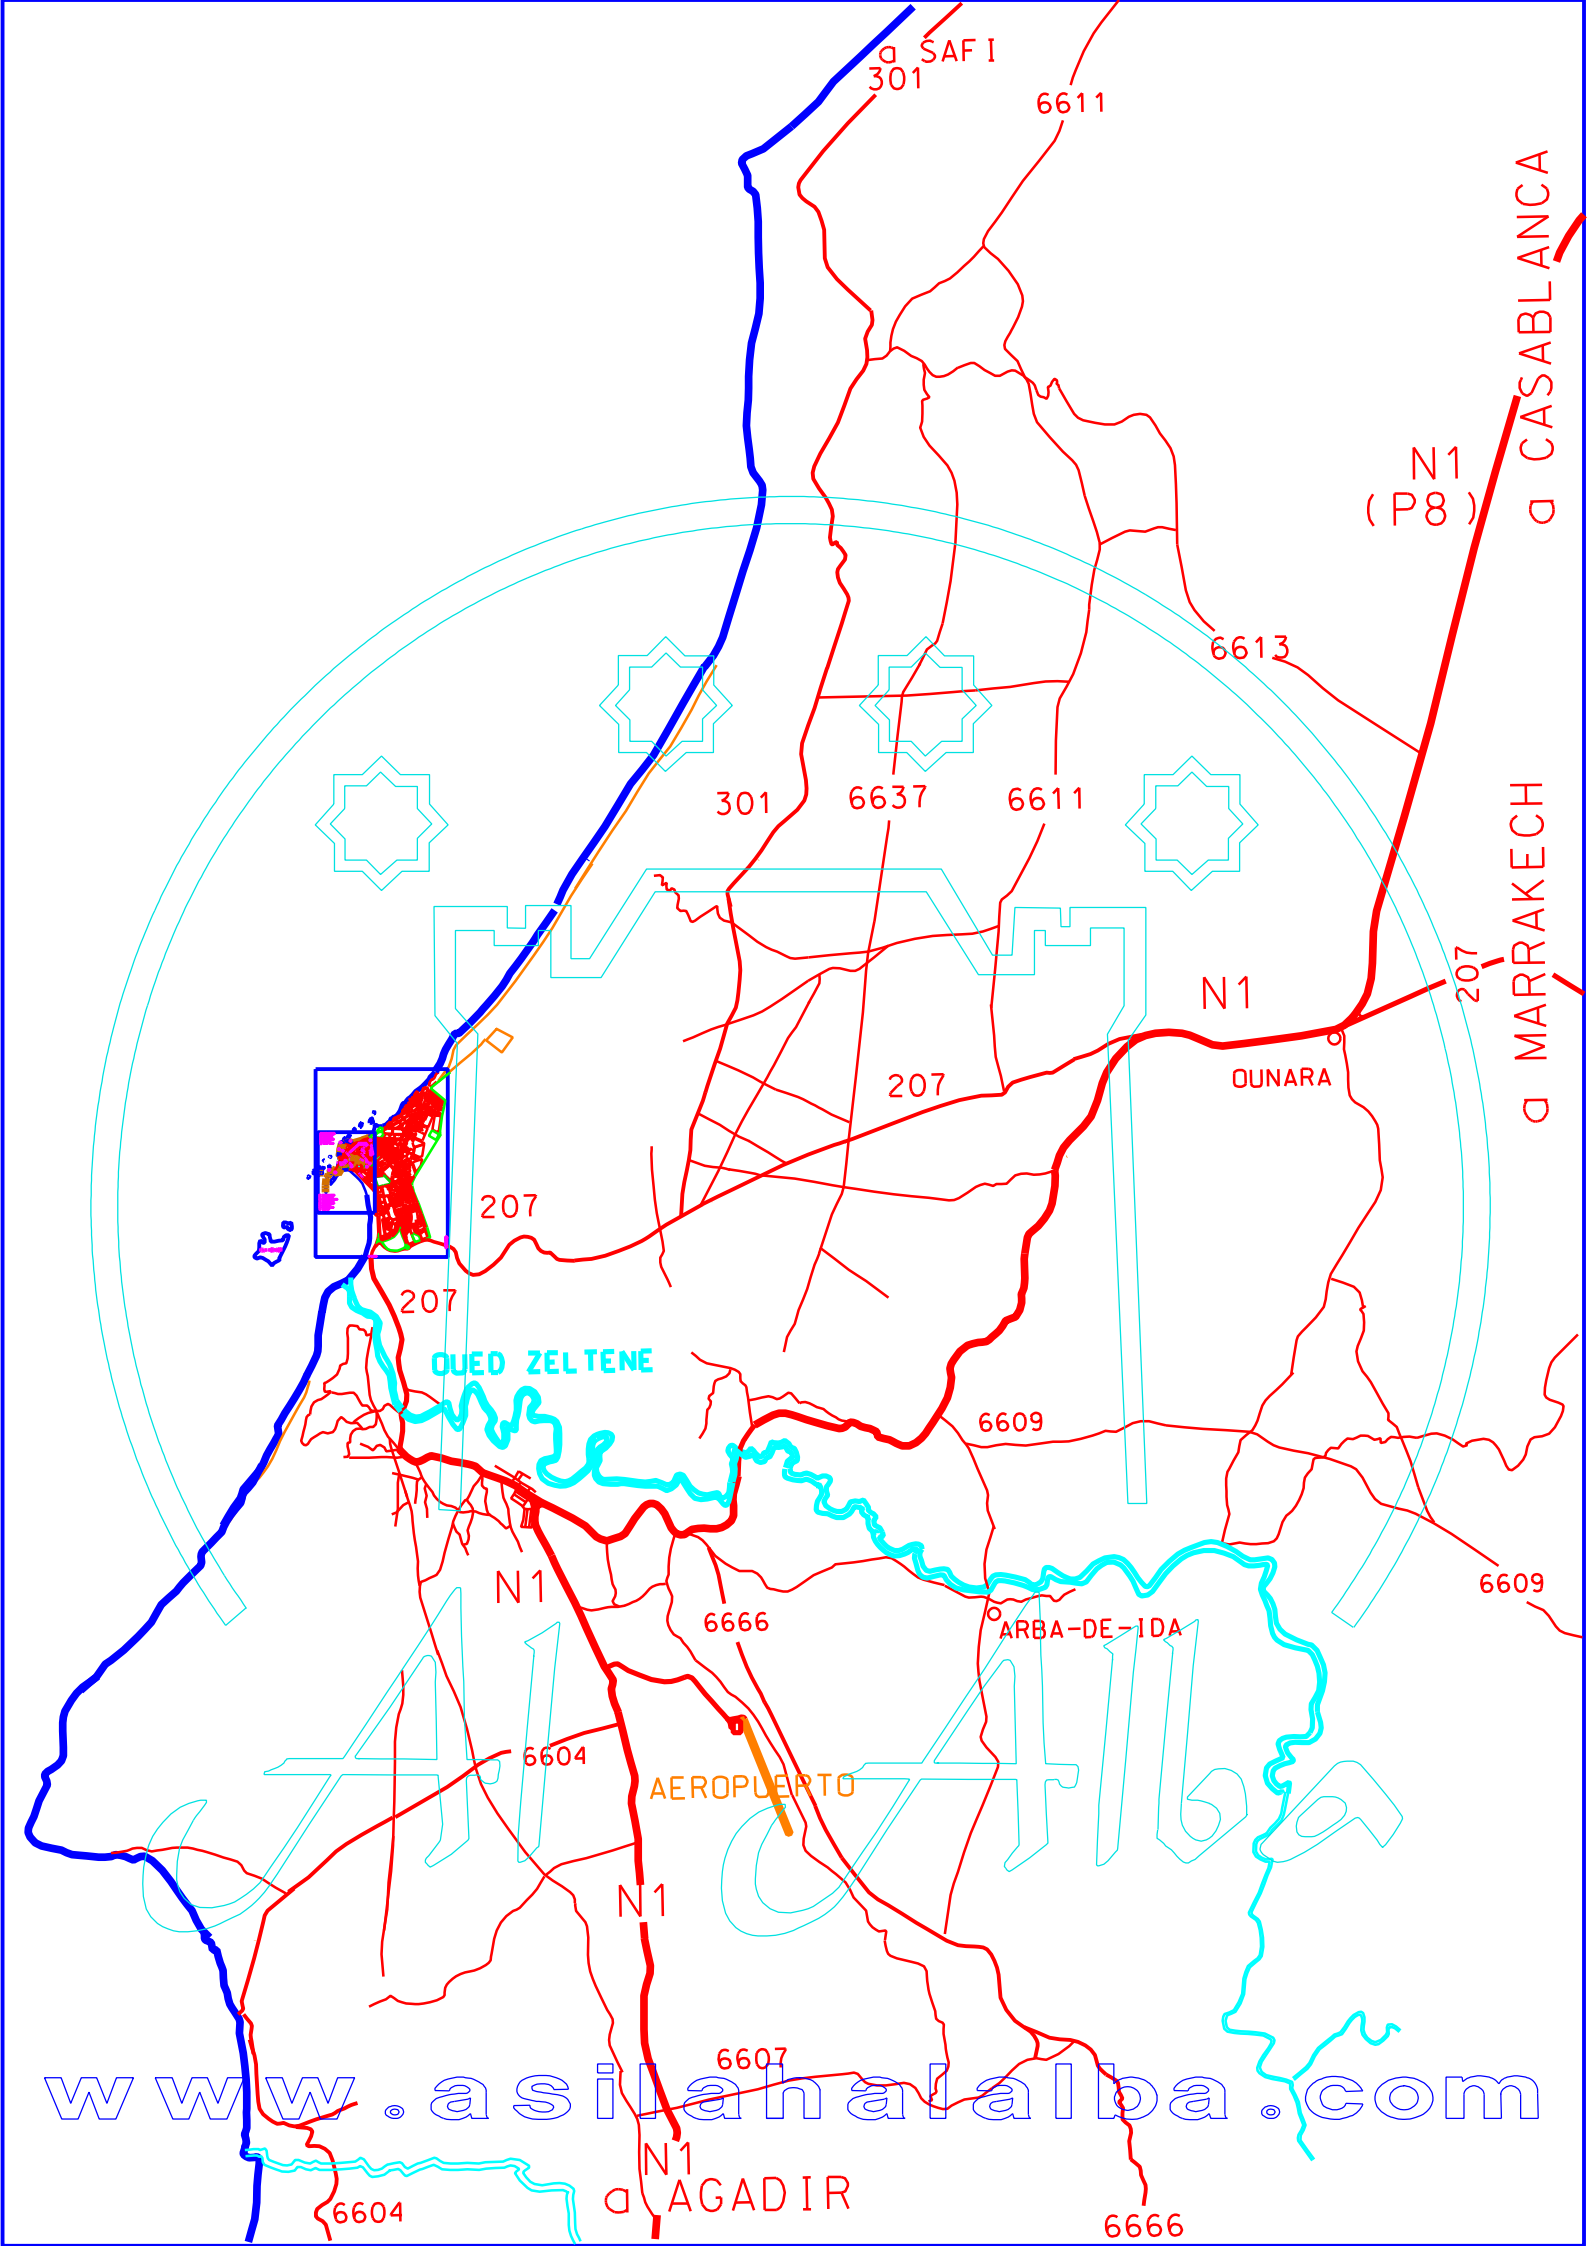 a SAFI
301
6611
a CASABLANCA
N1
(P8)
6613
301
6637
6611
a MARRAKECH
207
N1
OUNARA
207
207
207
OUED ZELTENE
6609
6609
N1
6666
ARBA-DE-IDA
6604
AEROPUERTO
Al Alba
N1
6607
www.asilahalalba.com
N1
a AGADIR
6604
6666